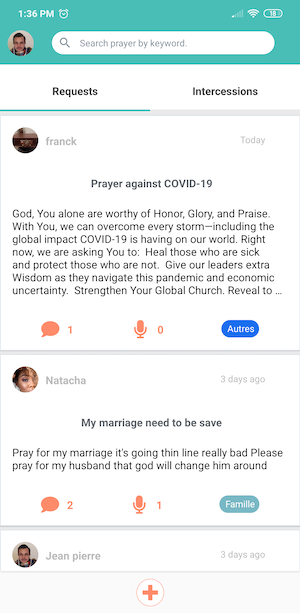 1:36 PM
18
Search prayer by keyword.
Requests
Intercessions
franck
Today
Prayer against COVID-19
God, You alone are worthy of Honor, Glory, and Praise.
With You, we can overcome every storm—including the
global impact COVID-19 is having on our world. Right
now, we are asking You to:  Heal those who are sick
and protect those who are not.  Give our leaders extra
Wisdom as they navigate this pandemic and economic
uncertainty.  Strengthen Your Global Church. Reveal to ...
1
0
Autres
Natacha
3 days ago
My marriage need to be save
Pray for my marriage it's going thin line really bad Please
pray for my husband that god will change him around
2
1
Famille
Jean pierre
3 days ago